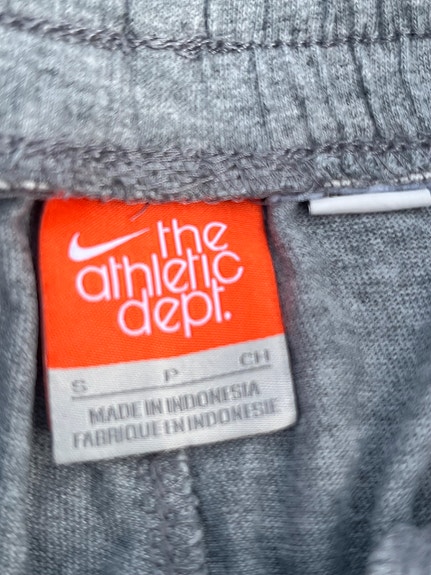 the
athletic
dept.
S P CH
MADE IN INDONESIA
FABRIQUE EN INDONESIE